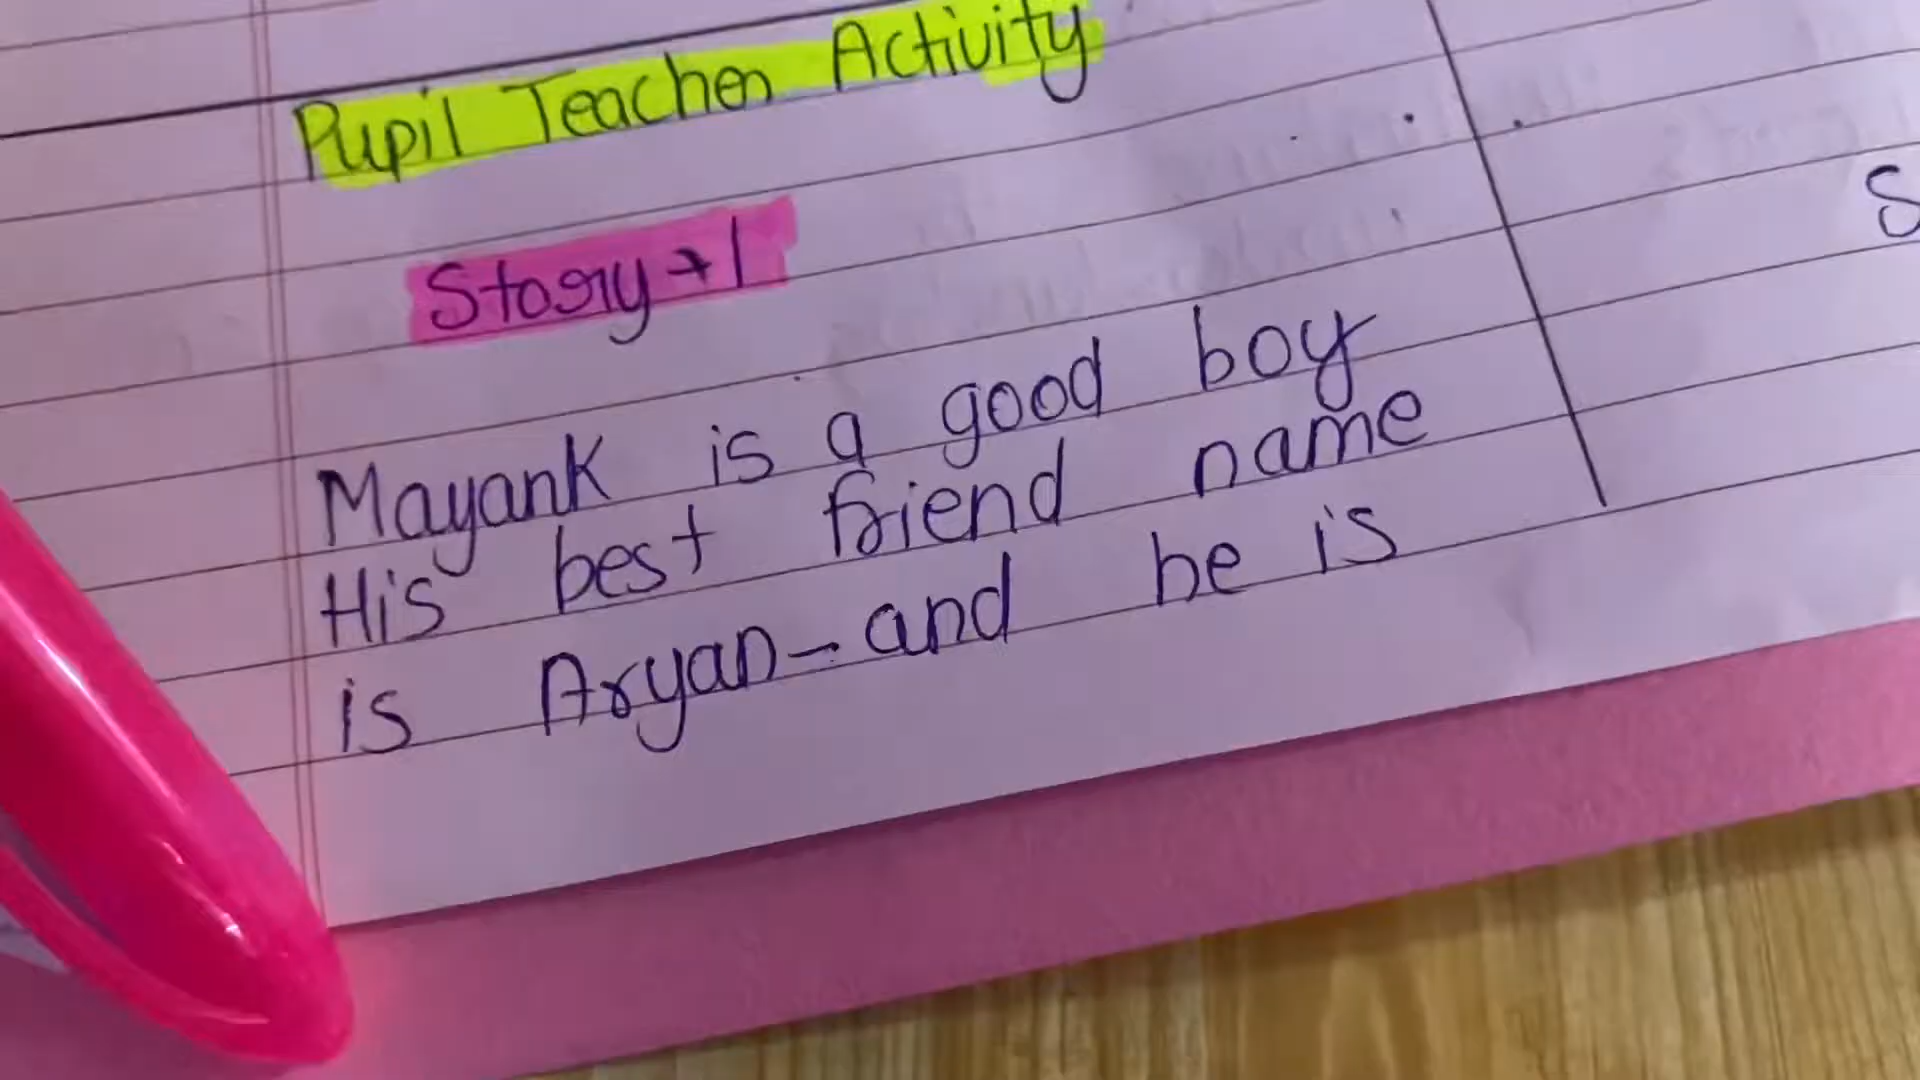 Pupil Teacher Activity
Story → 1
Mayank is a good boy
His best friend name
is Aryan - and he is
S